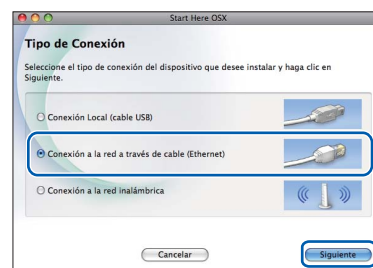 Start Here OSX
Tipo de Conexión
Seleccione el tipo de conexión del dispositivo que desee instalar y haga clic en
Siguiente.
Conexión Local (cable USB)
Conexión a la red a través de cable (Ethernet)
Conexión a la red inalámbrica
Cancelar
Siguiente